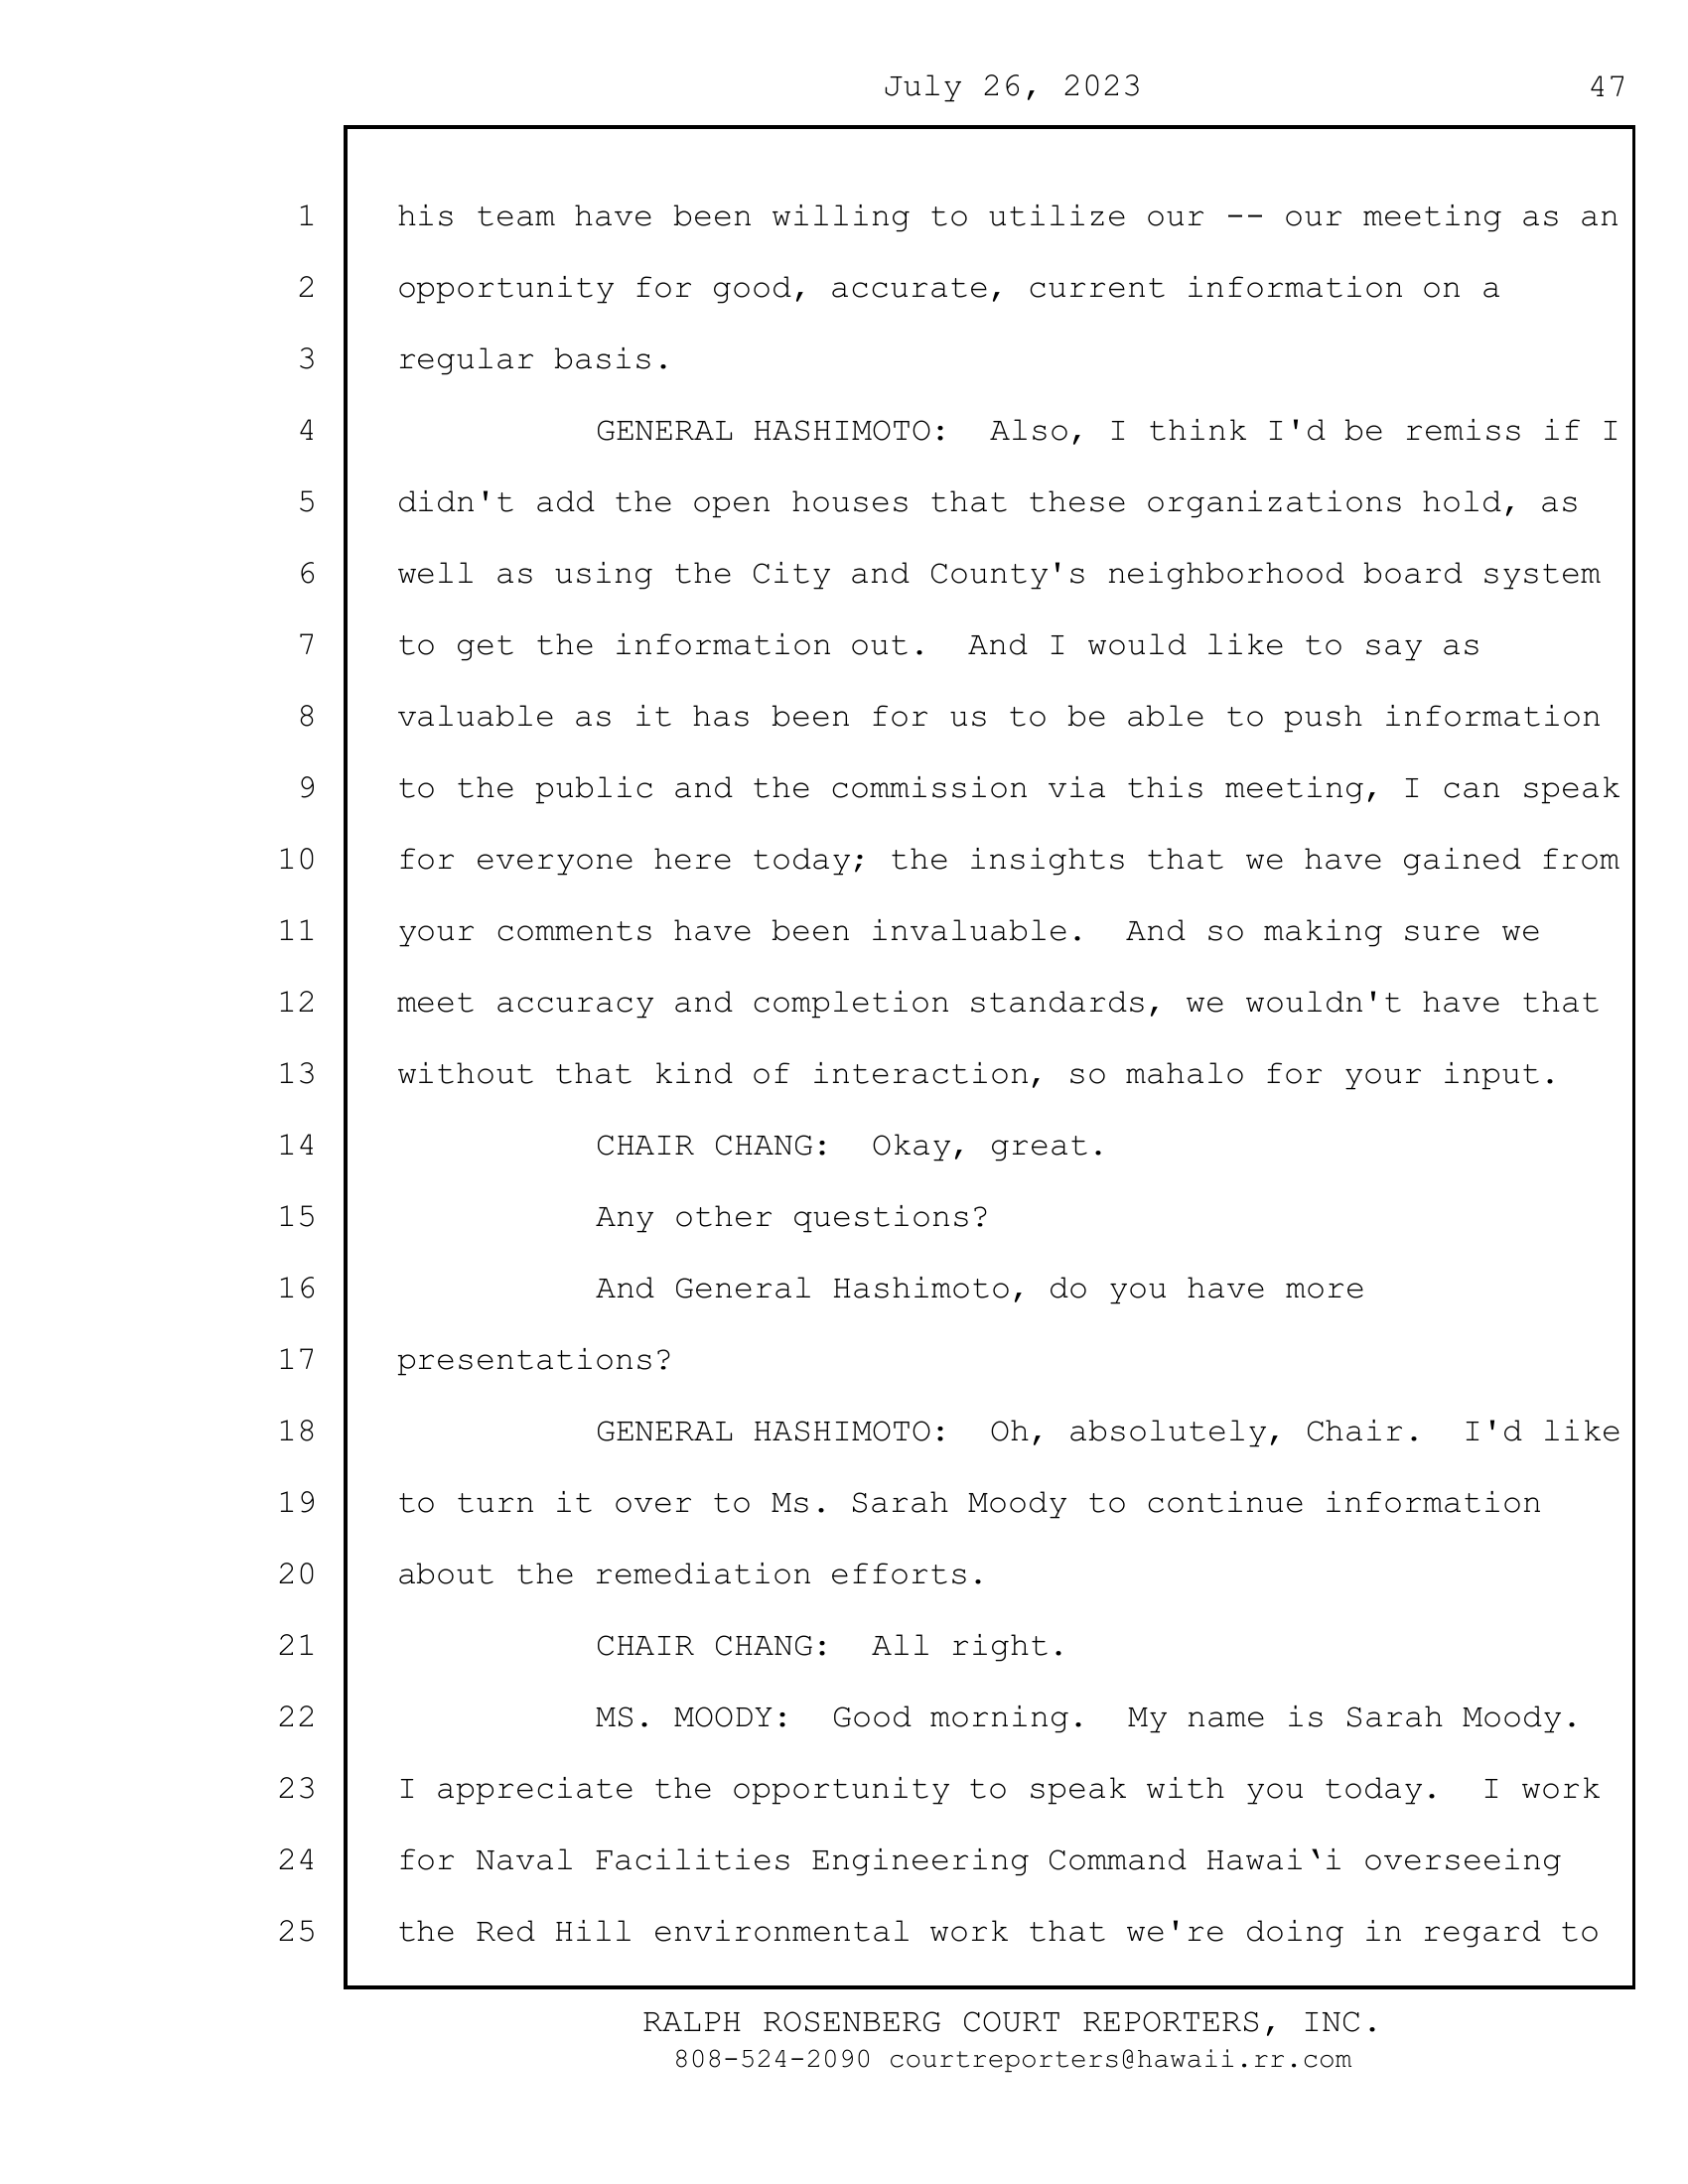 July 26, 2023 47
1 his team have been willing to utilize our -- our meeting as an
2 opportunity for good, accurate, current information on a
3 regular basis.
4 GENERAL HASHIMOTO:  Also, I think I'd be remiss if I
5 didn't add the open houses that these organizations hold, as
6 well as using the City and County's neighborhood board system
7 to get the information out.  And I would like to say as
8 valuable as it has been for us to be able to push information
9 to the public and the commission via this meeting, I can speak
10 for everyone here today; the insights that we have gained from
11 your comments have been invaluable.  And so making sure we
12 meet accuracy and completion standards, we wouldn't have that
13 without that kind of interaction, so mahalo for your input.
14 CHAIR CHANG:  Okay, great.
15 Any other questions?
16 And General Hashimoto, do you have more
17 presentations?
18 GENERAL HASHIMOTO:  Oh, absolutely, Chair.  I'd like
19 to turn it over to Ms. Sarah Moody to continue information
20 about the remediation efforts.
21 CHAIR CHANG:  All right.
22 MS. MOODY:  Good morning.  My name is Sarah Moody.
23 I appreciate the opportunity to speak with you today.  I work
24 for Naval Facilities Engineering Command Hawai‛i overseeing
25 the Red Hill environmental work that we're doing in regard to
RALPH ROSENBERG COURT REPORTERS, INC.
808-524-2090 courtreporters@hawaii.rr.com